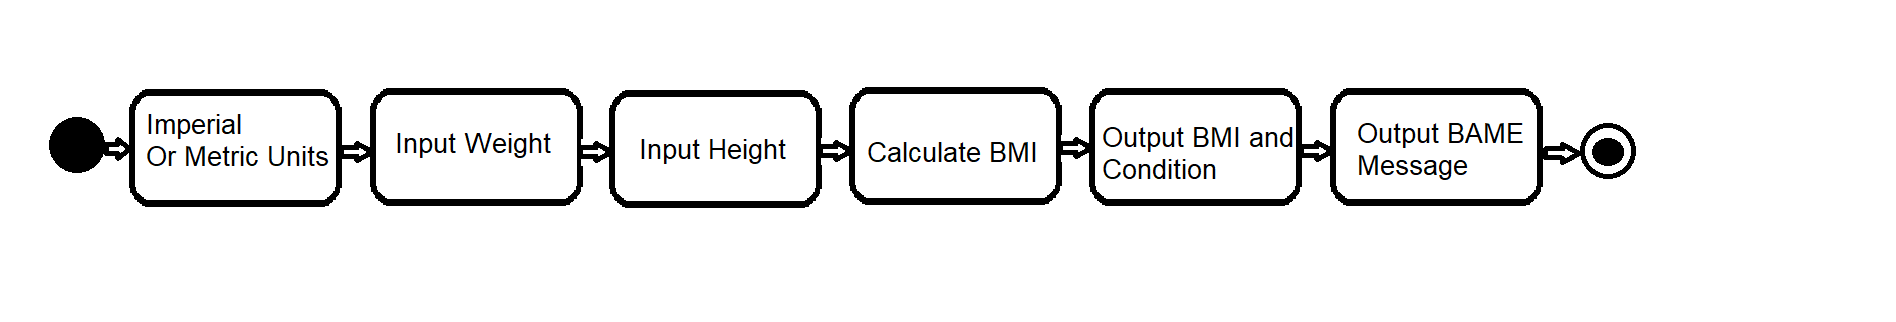 Imperial
Or Metric Units
Input Weight
Input Height
Calculate BMI
Output BMI and
Condition
Output BAME
Message